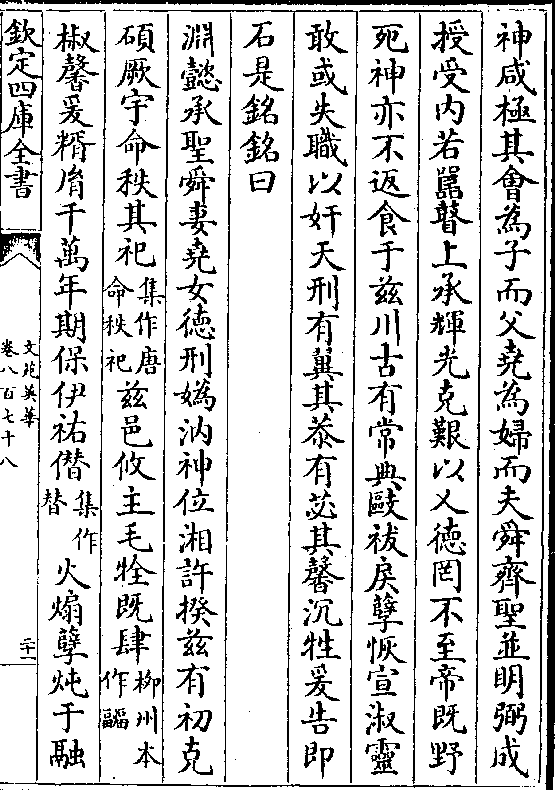 神咸極其會為子而父堯為婦而夫舜齊聖並明弼成
授受内若嚚瞽上承輝光克艱以乂德罔不至帝既野
死神亦不返食于兹川古有常典毆祓戾孽恢宣淑靈
敢或失職以奸天刑有翼其恭有苾其馨沉牲爰告即
石是銘銘曰
淵懿承聖舜妻堯女德刑媯汭神位湘許揆兹有初克
碩厥宇命秩其祀集作唐命秩祀兹邑攸主毛牷既肆柳州本作䃽
椒馨爰糈胥千萬年期保伊祐僣集作替火煽孽炖于融
欽定四庫全書
文苑英華
卷八百七十八
二十一